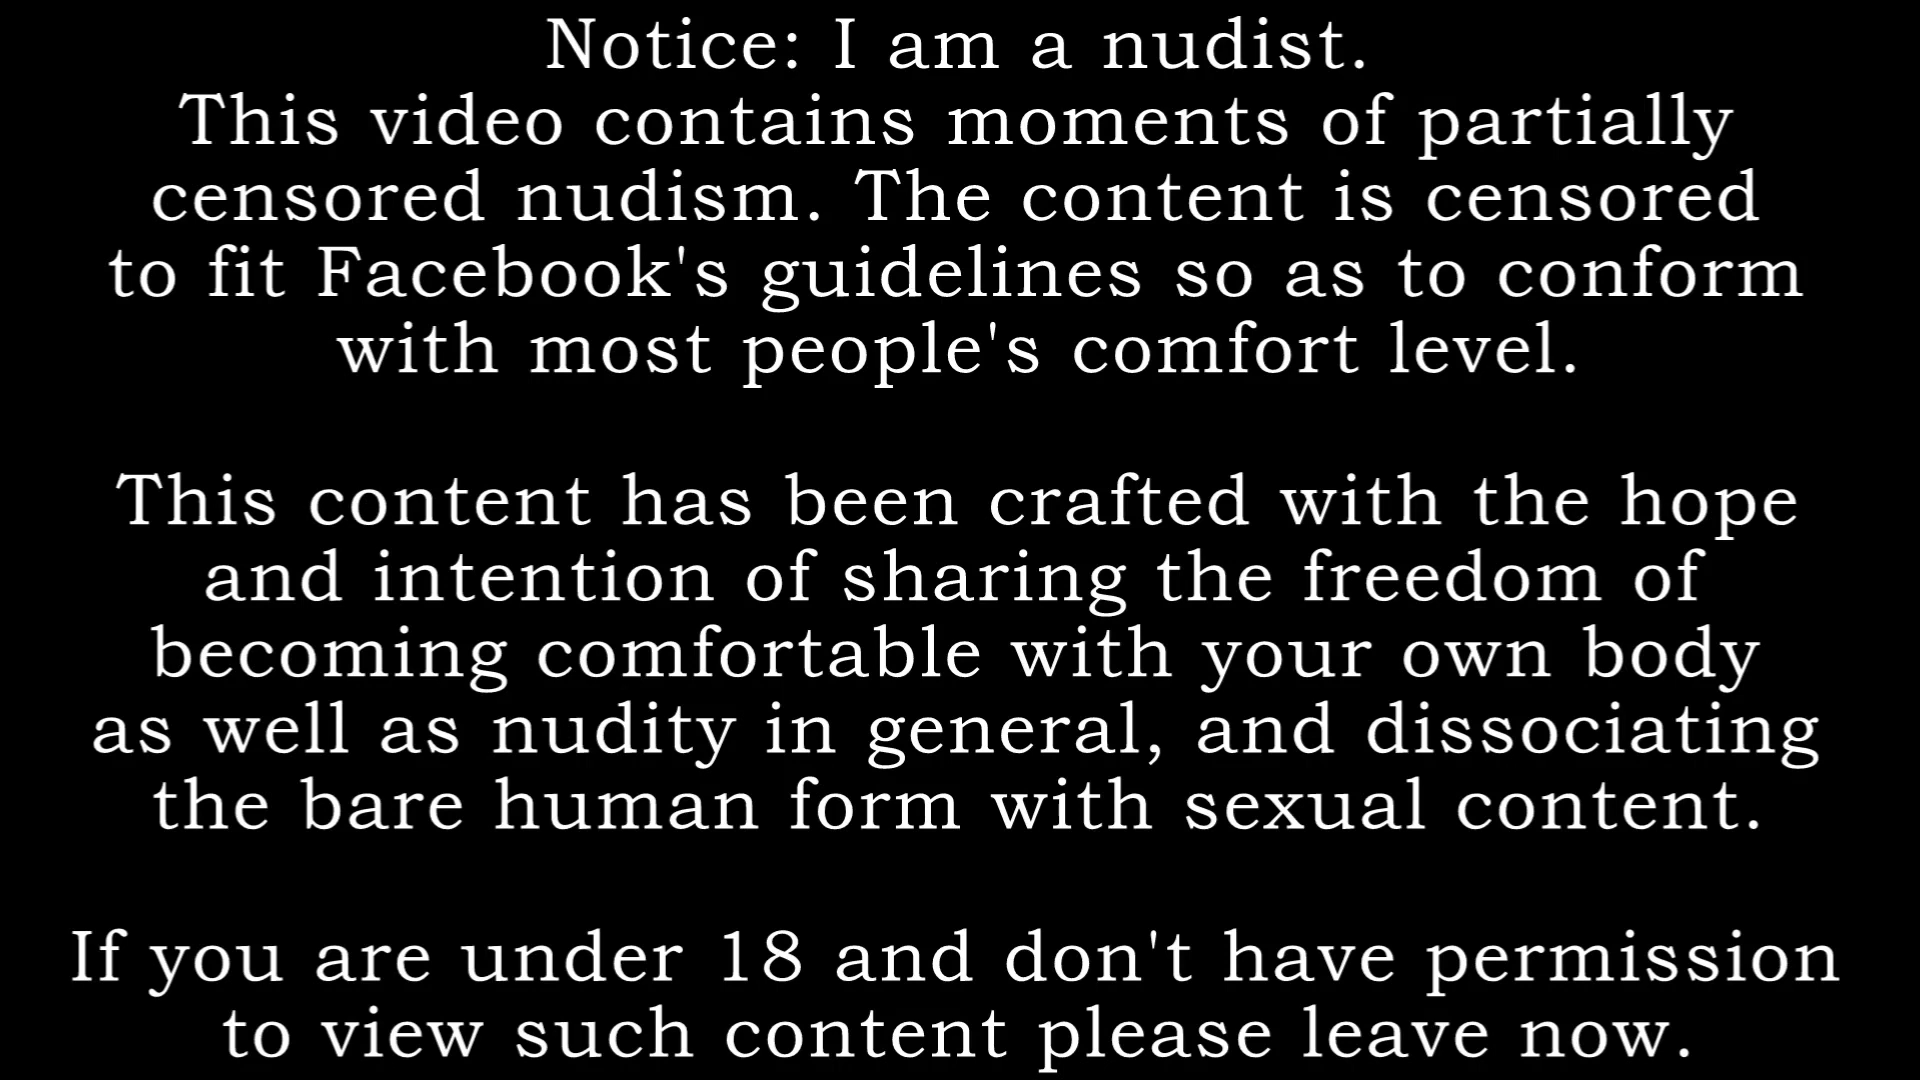 Notice: I am a nudist.
This video contains moments of partially
censored nudism. The content is censored
to fit Facebook's guidelines so as to conform
with most people's comfort level.
This content has been crafted with the hope
and intention of sharing the freedom of
becoming comfortable with your own body
as well as nudity in general, and dissociating
the bare human form with sexual content.
If you are under 18 and don't have permission
to view such content please leave now.